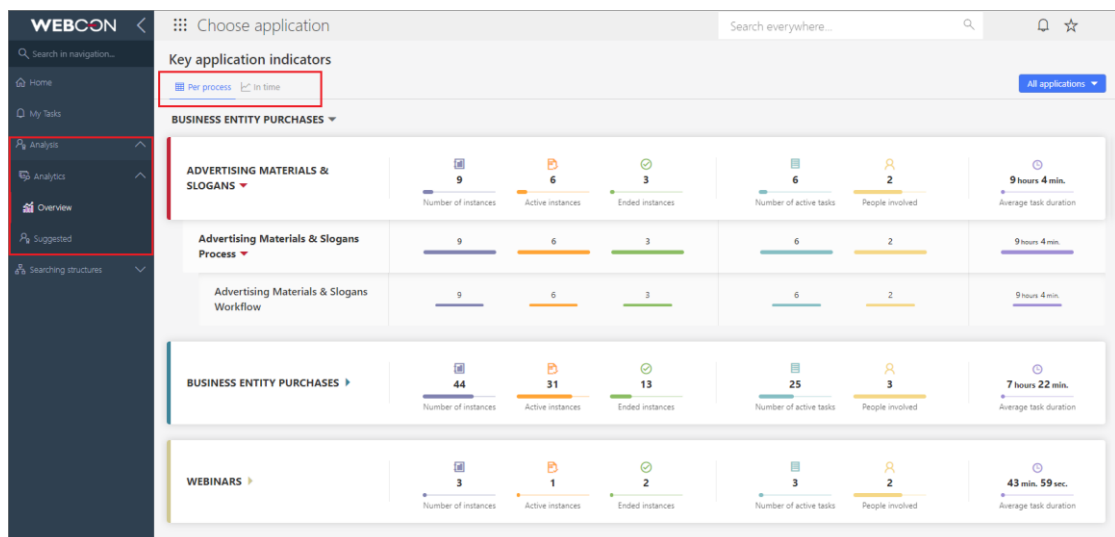 WEBCON
Choose application
Search everywhere...
Search in navigation...
Home
My Tasks
Analysis
Analytics
Overview
Suggested
Searching structures
Key application indicators
Per process In time
All applications
BUSINESS ENTITY PURCHASES
ADVERTISING MATERIALS &
SLOGANS
9 6 3 6 2 9 hours 4 min.
Number of instances Active instances Ended instances Number of active tasks People involved Average task duration
Advertising Materials & Slogans
Process
9 6 3 6 2 9 hours 4 min.
Advertising Materials & Slogans
Workflow
9 6 3 6 2 9 hours 4 min.
BUSINESS ENTITY PURCHASES
44 31 13 25 3 7 hours 22 min.
Number of instances Active instances Ended instances Number of active tasks People involved Average task duration
WEBINARS
3 1 2 3 2 43 min. 59 sec.
Number of instances Active instances Ended instances Number of active tasks People involved Average task duration